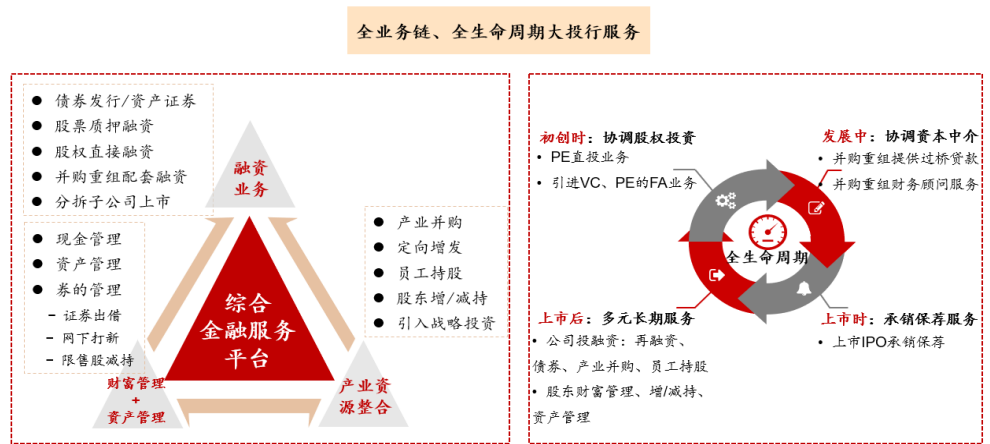 全业务链、全生命周期大投行服务
● 债券发行/资产证券
● 股票质押融资
● 股权直接融资
● 并购重组配套融资
● 分拆子公司上市
● 现金管理
● 资产管理
● 券的管理
– 证券出借
– 网下打新
– 限售股减持
融资
业务
● 产业并购
● 定向增发
● 员工持股
● 股东增/减持
● 引入战略投资
综合
金融服务
平台
财富管理
+
資产管理
产业资
源整合
初创时：协调股权投资
• PE直投业务
• 引进VC、PE的FA业务
发展中：协调资本中介
• 并购重组提供过桥贷款
• 并购重组财务顾问服务
全生命周期
上市后：多元长期服务
• 公司投融资：再融资、
债券、产业并购、员工持股
• 股东财富管理、增/减持、
资产管理
上市时：承销保荐服务
• 上市IPO承销保荐